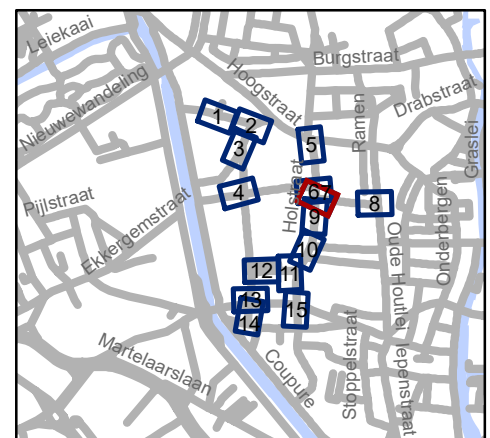 Leiekaai
Burgstraat
Hoogstraat
Nieuwewandeling
Ramen
Drabstraat
Graslei
1
2
3
5
Pijlstraat
4
Holstraat
6
7
8
9
Onderbergen
Ekkergemstraat
10
Oude Houtlei
12
11
13
15
14
Martelaarslaan
Coupure
Stoppelstraat
Iepenstraat